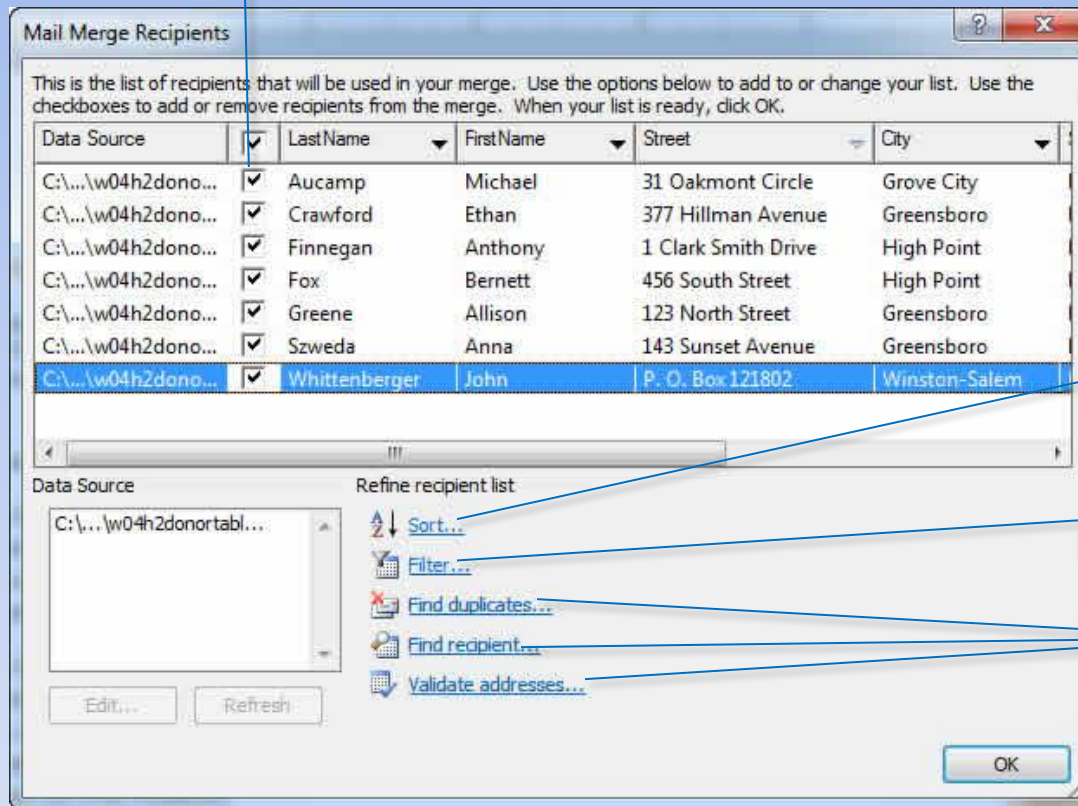 Mail Merge Recipients
This is the list of recipients that will be used in your merge. Use the options below to add to or change your list. Use the
checkboxes to add or remove recipients from the merge. When your list is ready, click OK.
Data Source LastName FirstName Street City
C:\...\w04h2dono... Aucamp Michael 31 Oakmont Circle Grove City
C:\...\w04h2dono... Crawford Ethan 377 Hillman Avenue Greensboro
C:\...\w04h2dono... Finnegan Anthony 1 Clark Smith Drive High Point
C:\...\w04h2dono... Fox Bernett 456 South Street High Point
C:\...\w04h2dono... Greene Allison 123 North Street Greensboro
C:\...\w04h2dono... Szweda Anna 143 Sunset Avenue Greensboro
C:\...\w04h2dono... Whittenberger John P. O. Box 121802 Winston-Salem
Data Source Refine recipient list
C:\...\w04h2donortabl...
Sort...
Filter...
Find duplicates...
Find recipient...
Validate addresses...
Edit... Refresh
OK